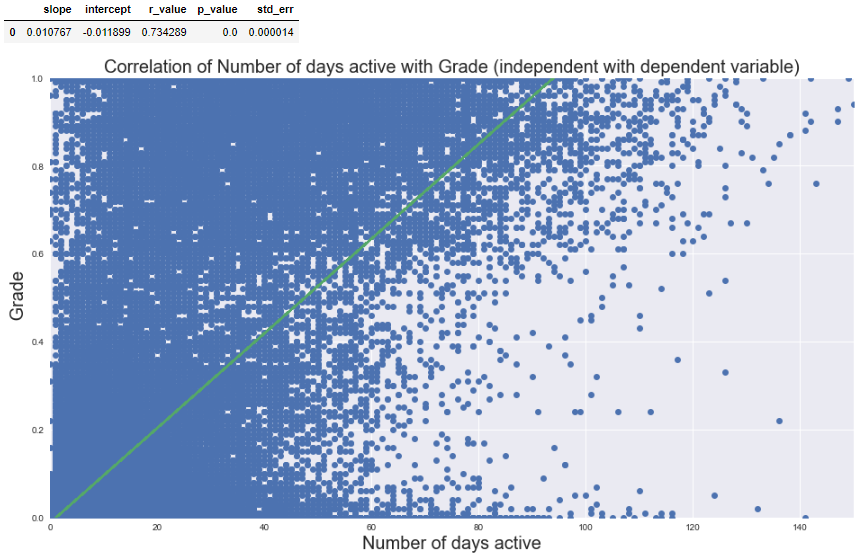 slope intercept r_value p_value std_err
0 0.010767 -0.011899 0.734289 0.0 0.000014
Correlation of Number of days active with Grade (independent with dependent variable)
1.0
0.8
0.6
0.4
0.2
0.0
Grade
0 20 40 60 80 100 120 140
Number of days active